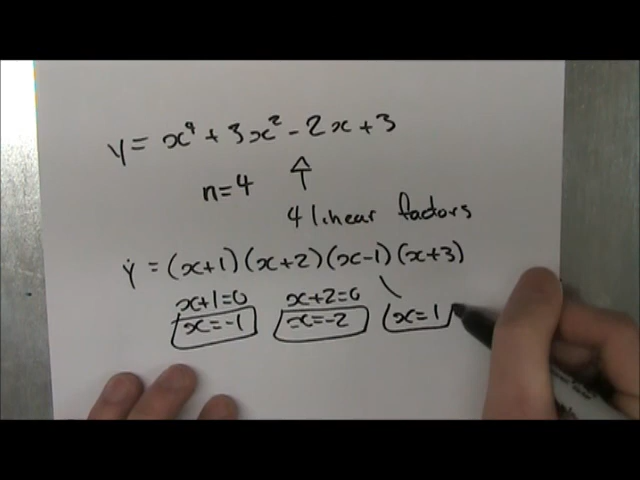 y = x⁴ + 3x² - 2x + 3
n = 4
4 linear factors
y = (x+1)(x+2)(x-1)(x+3)
x+1=0 x+2=0
x=-1 x=-2 x=1